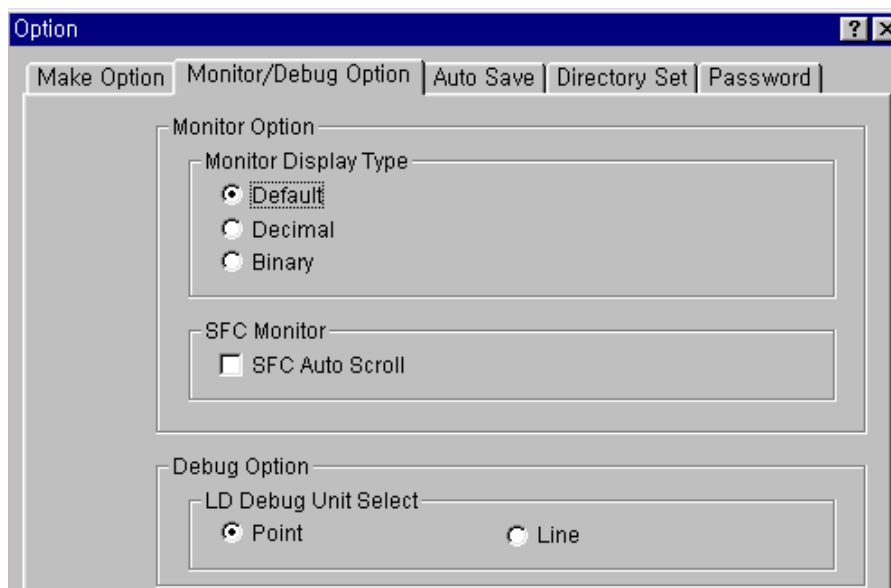 Option
Make Option Monitor/Debug Option Auto Save Directory Set Password
Monitor Option
Monitor Display Type
Default
Decimal
Binary
SFC Monitor
SFC Auto Scroll
Debug Option
LD Debug Unit Select
Point Line